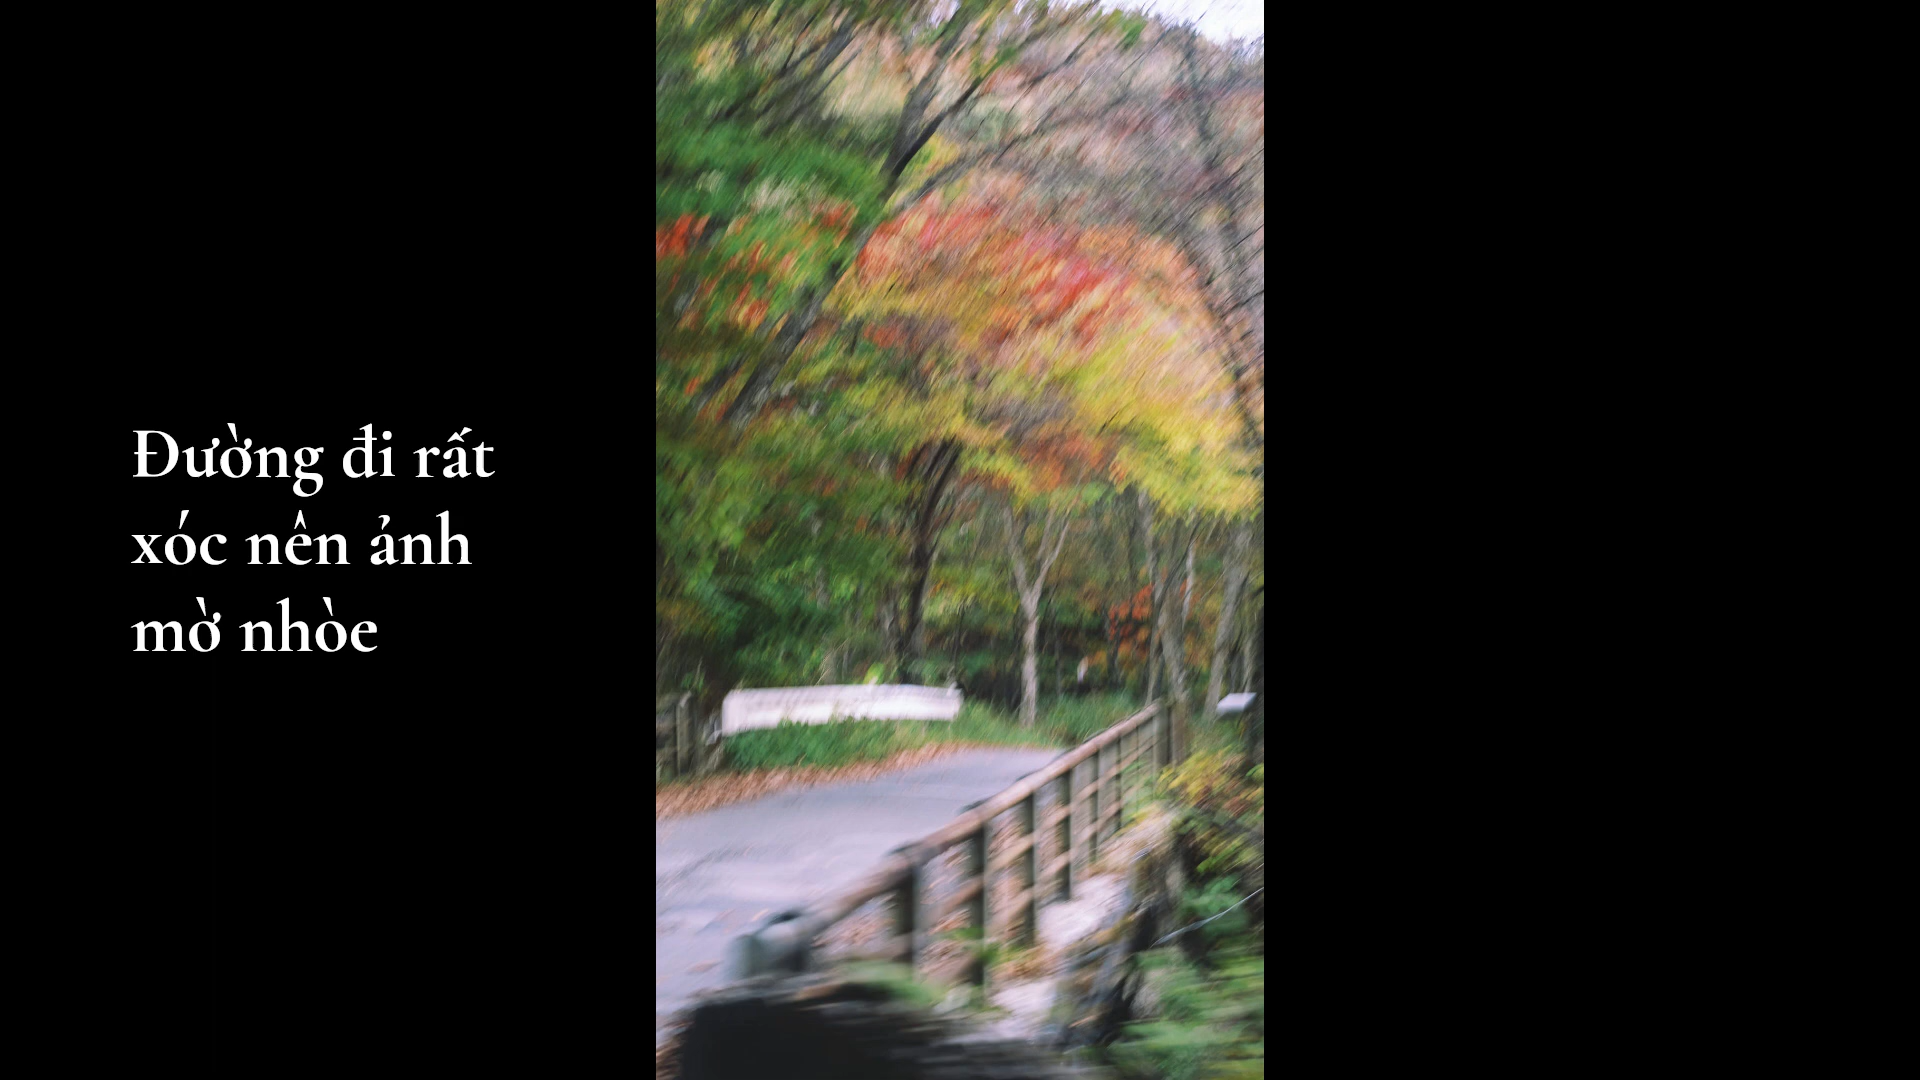 Đường đi rất
xóc nên ảnh
mờ nhòe